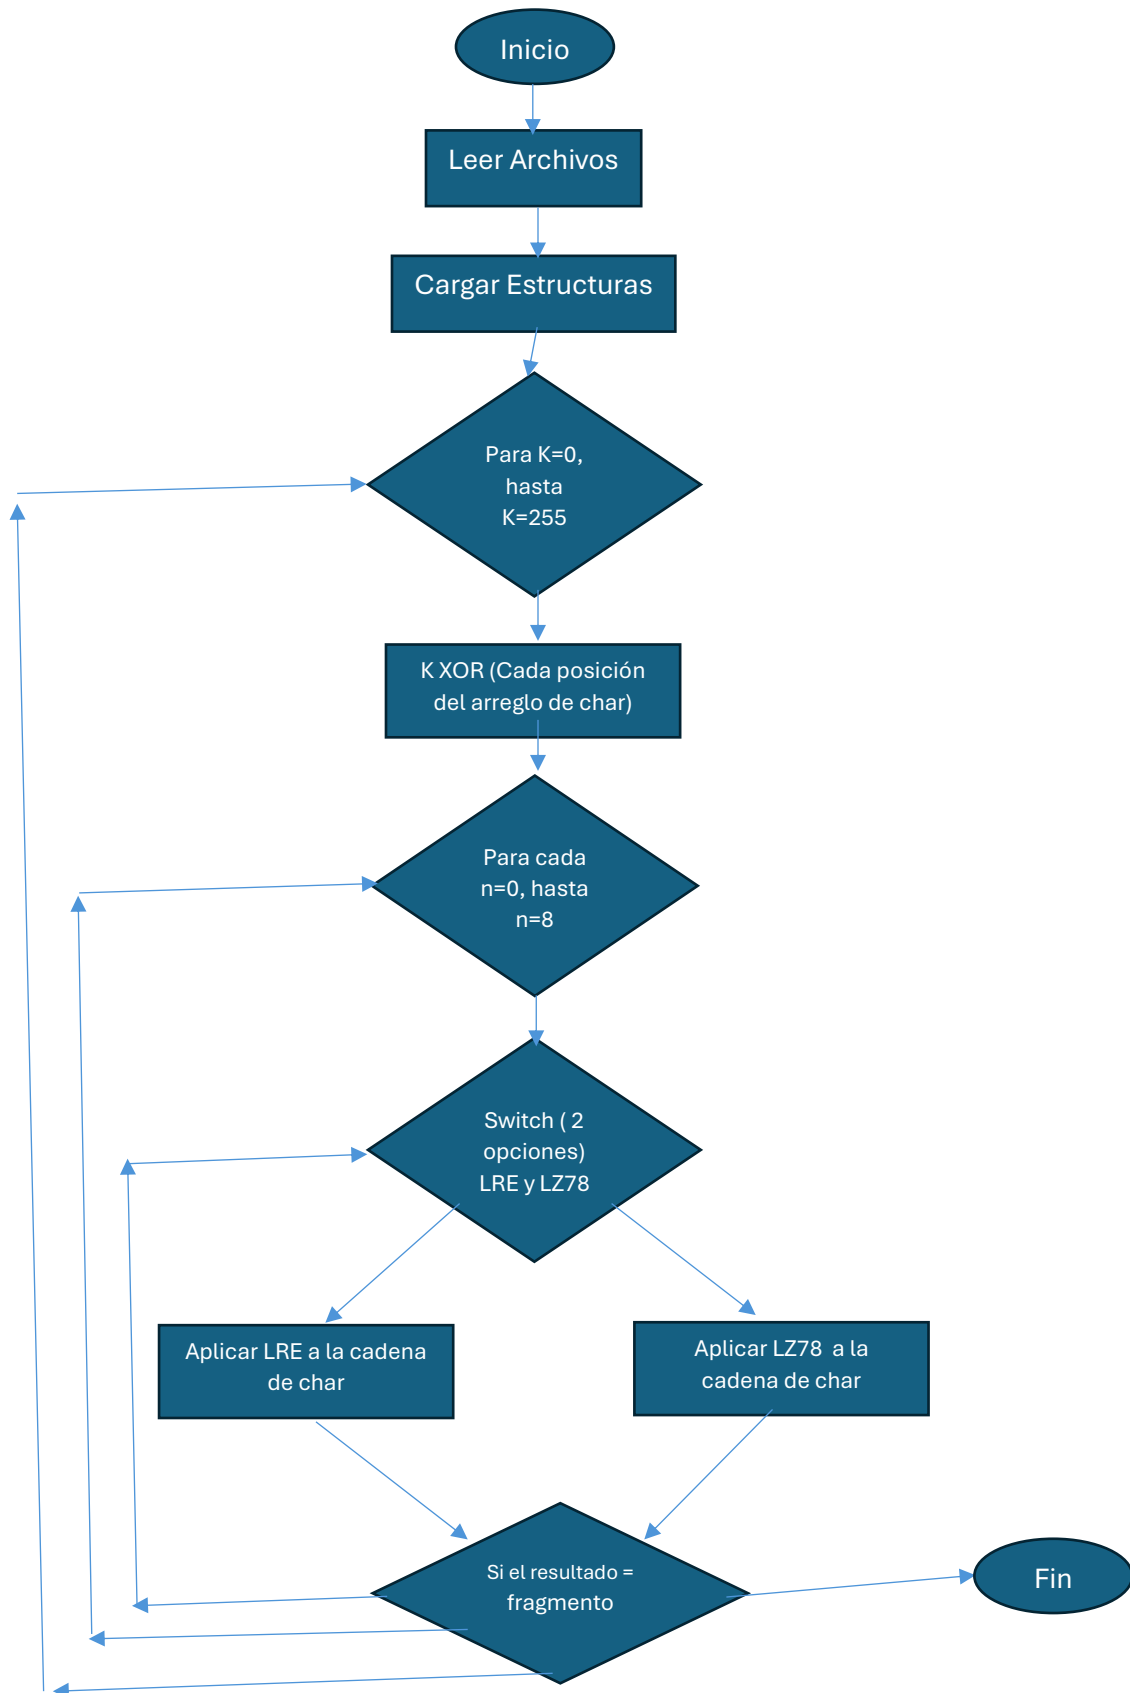 Inicio
Leer Archivos
Cargar Estructuras
Para K=0,
hasta
K=255
K XOR (Cada posición
del arreglo de char)
Para cada
n=0, hasta
n=8
Switch ( 2
opciones)
LRE y LZ78
Aplicar LRE a la cadena
de char
Aplicar LZ78 a la
cadena de char
Si el resultado =
fragmento
Fin